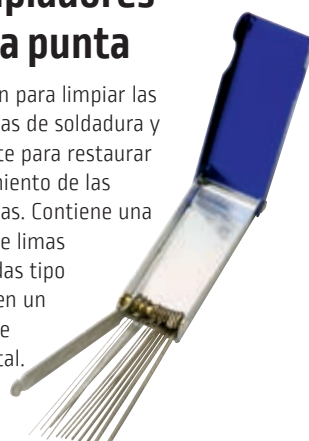 a punta
n para limpiar las
as de soldadura y
te para restaurar
miento de las
as. Contiene una
e limas
das tipo
en un
e
tal.